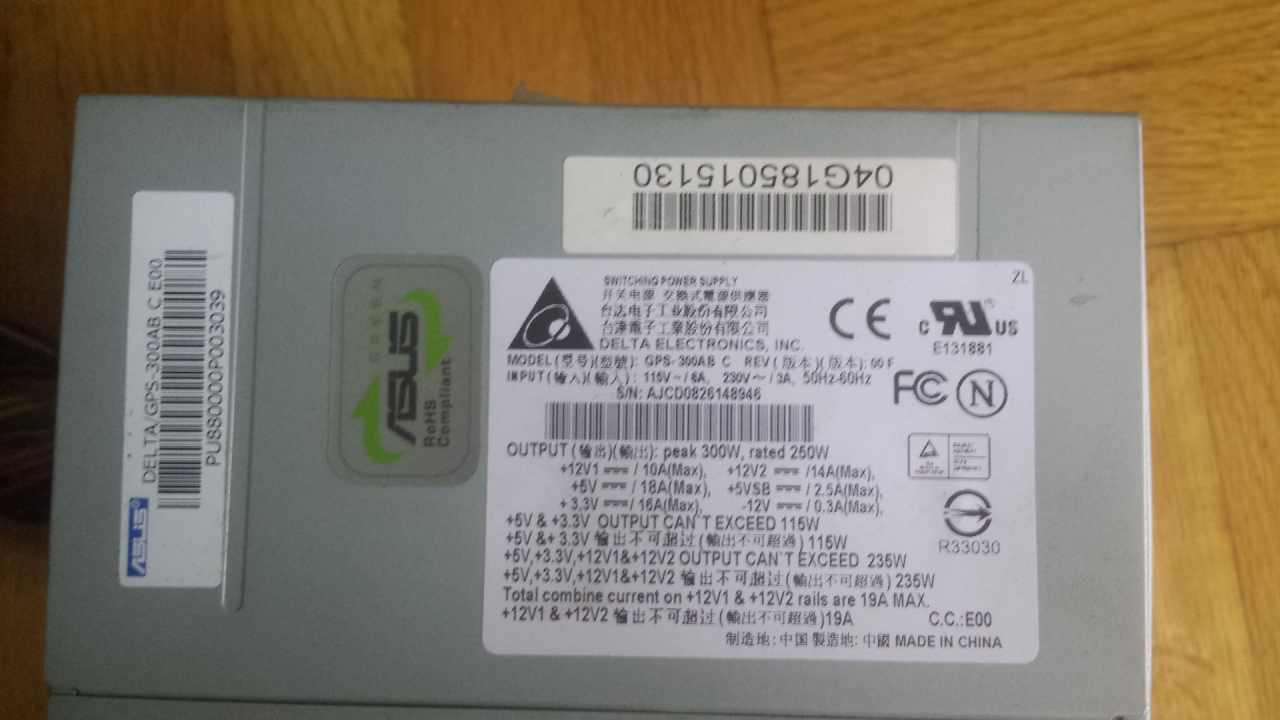 04G185015130
ASUS
DELTA/GPS-300AB C E00
PU880000P003039
ASUS
RoHS
Compliant
ZL
SWITCHING POWER SUPPLY
开关电源 交換式電源供應器
台达电子工业股份有限公司
台達電子工業股份有限公司
DELTA ELECTRONICS, INC.
MODEL (型号)(型號): GPS-300AB C REV (版本)(版本): 00 F
INPUT (输入)(輸入): 115V~/6A, 230V~/3A, 50Hz-60Hz
S/N: AJCD0826148946
CE
C UR US
E131881
FC N
OUTPUT (输出)(輸出): peak 300W, rated 250W
+12V1 / 10A(Max), +12V2 /14A(Max),
+5V / 18A(Max), +5VSB / 2.5A(Max),
+3.3V / 16A(Max), -12V / 0.3A(Max),
+5V & +3.3V OUTPUT CAN'T EXCEED 115W
+5V &+ 3.3V 输出不可超过(輸出不可超過)115W
+5V,+3.3V,+12V1&+12V2 OUTPUT CAN'T EXCEED 235W
+5V,+3.3V,+12V1&+12V2 输出不可超过(輸出不可超過)235W
Total combine current on +12V1 & +12V2 rails are 19A MAX.
+12V1 & +12V2 输出不可超过(輸出不可超過)19A
R33030
C.C.:E00
制造地: 中国 製造地: 中國 MADE IN CHINA